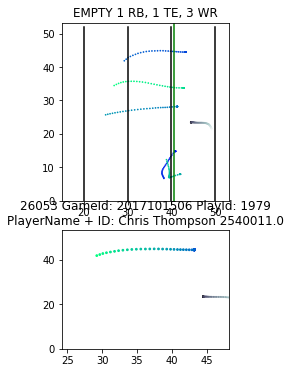 EMPTY 1 RB, 1 TE, 3 WR
50
40
30
20
10
0
20 30 40 50
26053 GameId: 2017101506 PlayId: 1979
PlayerName + ID: Chris Thompson 2540011.0
40
20
0
25 30 35 40 45